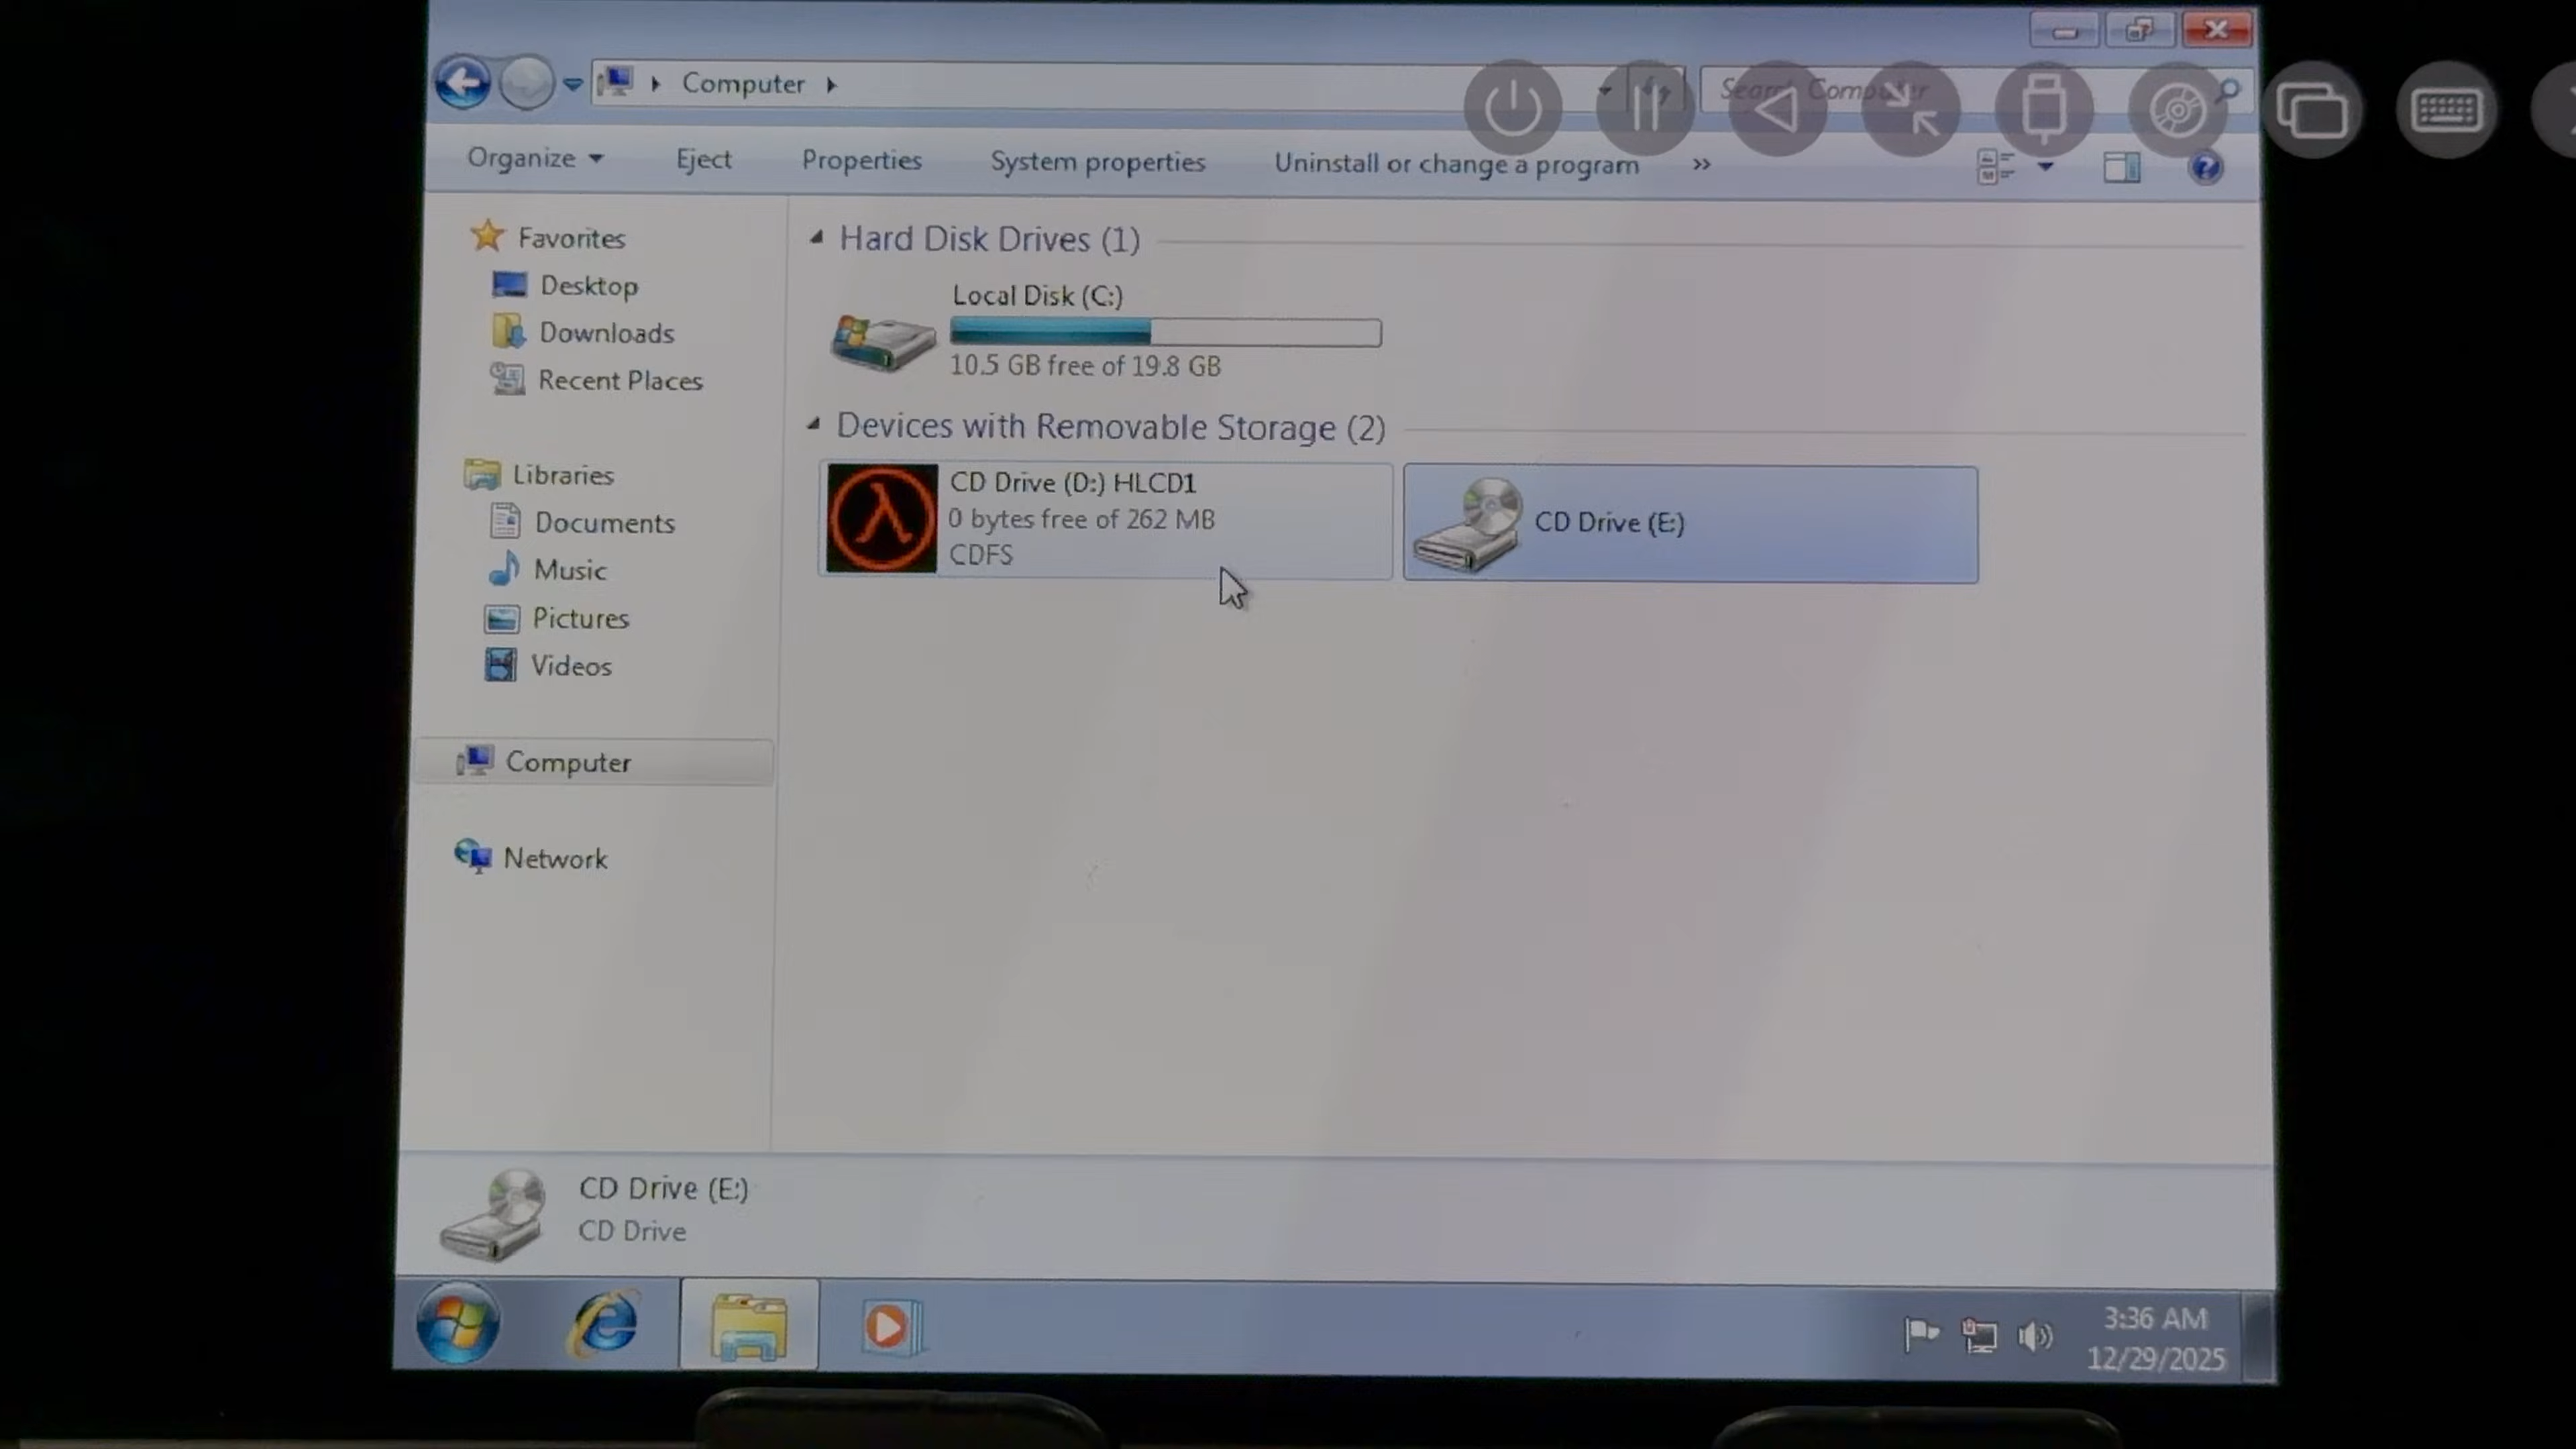 Computer
Search Computer
Organize
Eject
Properties
System properties
Uninstall or change a program
»
Favorites
Desktop
Downloads
Recent Places
Libraries
Documents
Music
Pictures
Videos
Computer
Network
Hard Disk Drives (1)
Local Disk (C:)
10.5 GB free of 19.8 GB
Devices with Removable Storage (2)
CD Drive (D:) HLCD1
0 bytes free of 262 MB
CDFS
CD Drive (E:)
CD Drive (E:)
CD Drive
3:36 AM
12/29/2025